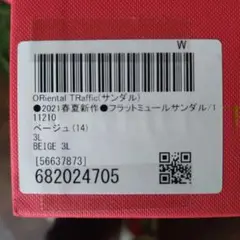 W
ORiental TRaffic(サンダル)
●2021春夏新作●フラットミュールサンダル/1
11210
ベージュ(14)
3L
BEIGE 3L
[56637873]
682024705